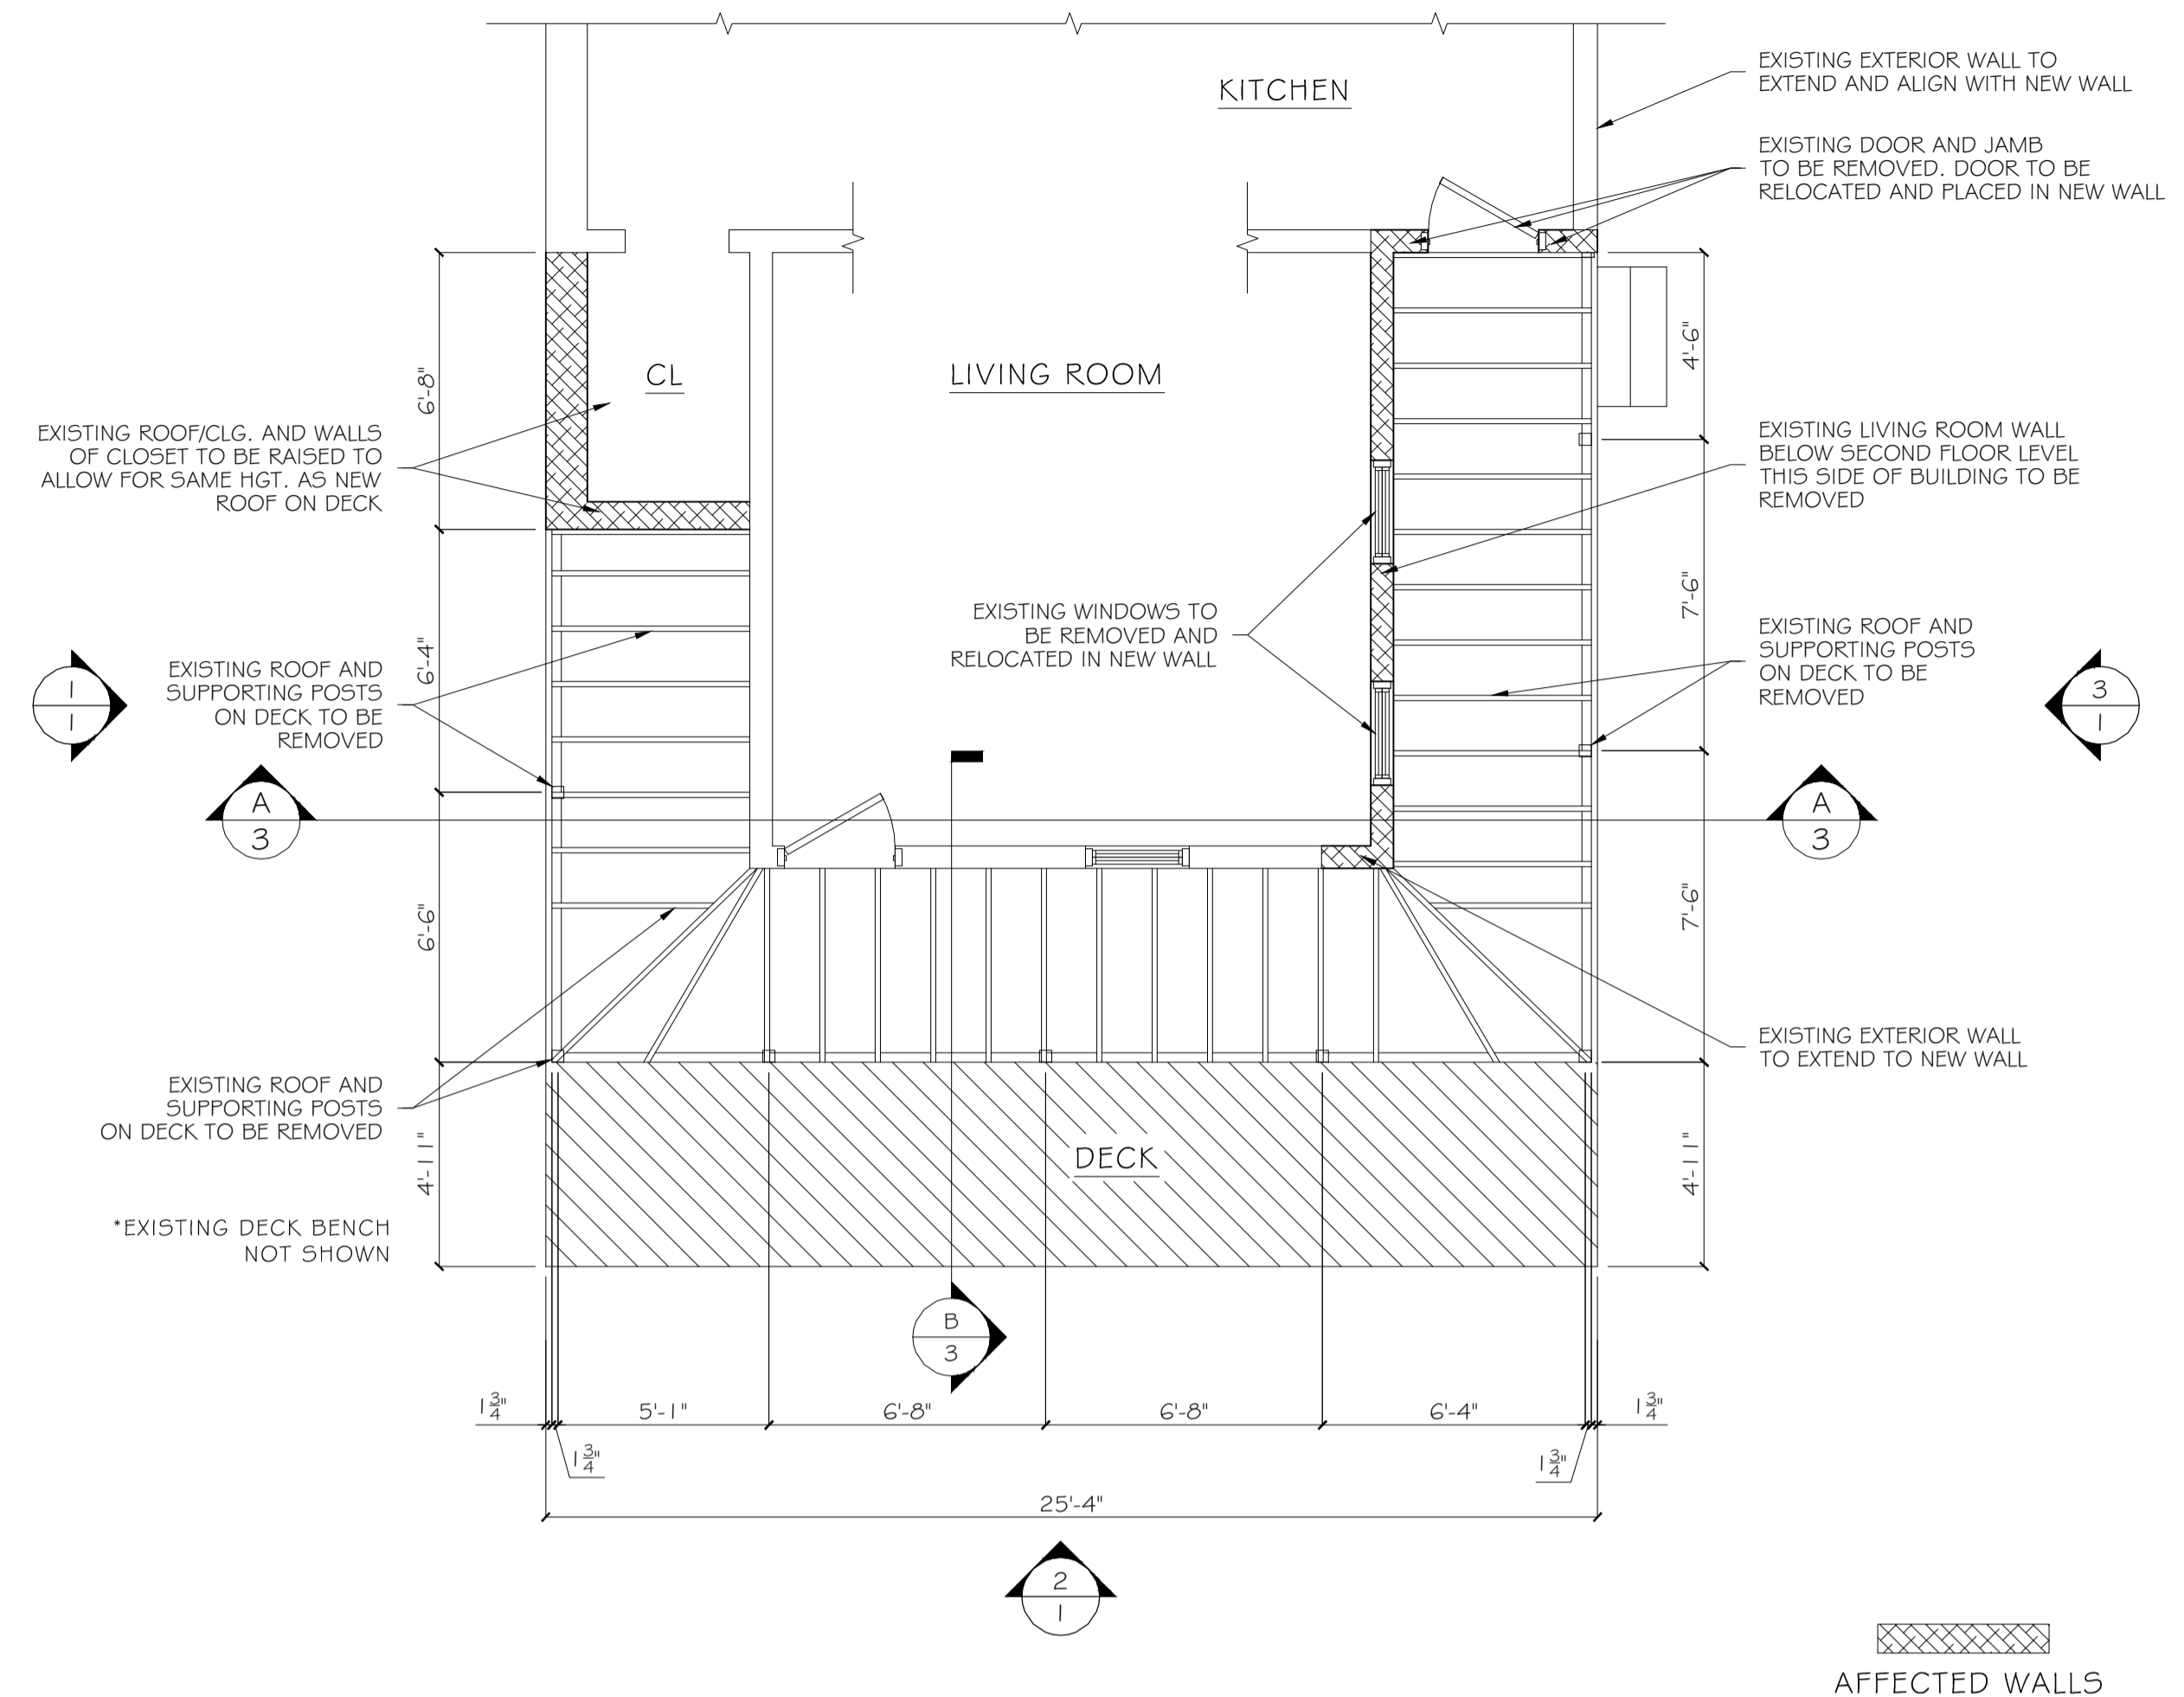 KITCHEN
EXISTING EXTERIOR WALL TO
EXTEND AND ALIGN WITH NEW WALL
EXISTING DOOR AND JAMB
TO BE REMOVED. DOOR TO BE
RELOCATED AND PLACED IN NEW WALL
4'-6"
6'-8"
CL
LIVING ROOM
EXISTING ROOF/CLG. AND WALLS
OF CLOSET TO BE RAISED TO
ALLOW FOR SAME HGT. AS NEW
ROOF ON DECK
EXISTING LIVING ROOM WALL
BELOW SECOND FLOOR LEVEL
THIS SIDE OF BUILDING TO BE
REMOVED
7'-6"
6'-4"
EXISTING WINDOWS TO
BE REMOVED AND
RELOCATED IN NEW WALL
EXISTING ROOF AND
SUPPORTING POSTS
ON DECK TO BE
REMOVED
EXISTING ROOF AND
SUPPORTING POSTS
ON DECK TO BE
REMOVED
1
1
3
1
A
3
A
3
6'-6"
7'-6"
EXISTING EXTERIOR WALL
TO EXTEND TO NEW WALL
EXISTING ROOF AND
SUPPORTING POSTS
ON DECK TO BE REMOVED
4'-11"
DECK
4'-11"
*EXISTING DECK BENCH
NOT SHOWN
B
3
1 3/4"
5'-1"
6'-8"
6'-8"
6'-4"
1 3/4"
1 3/4"
1 3/4"
25'-4"
2
1
AFFECTED WALLS